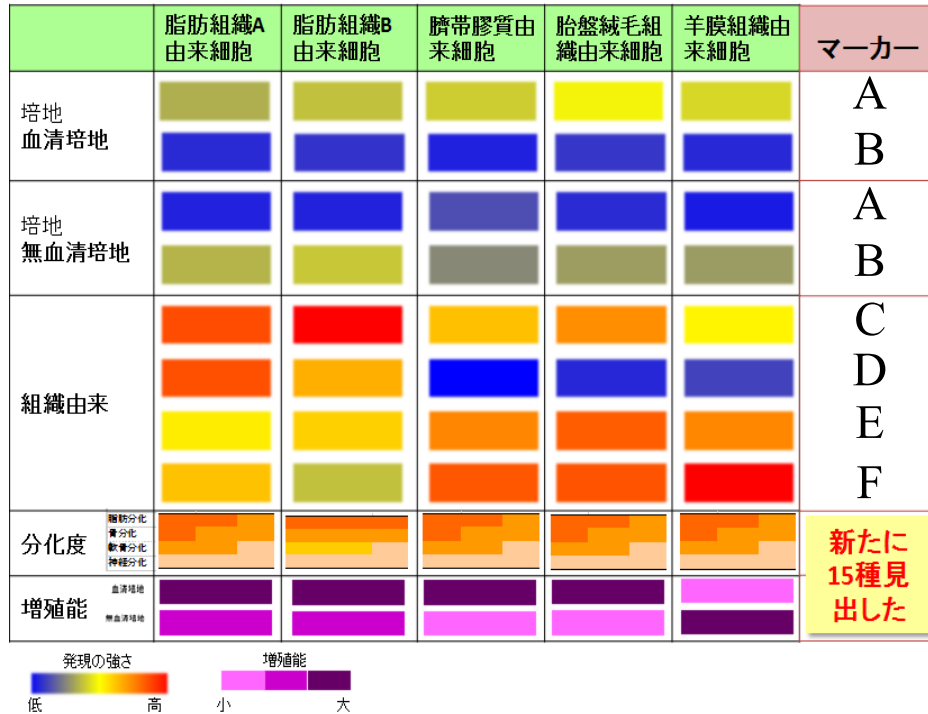 脂肪組織A
由来細胞
脂肪組織B
由来細胞
臍帯膠質由
来細胞
胎盤絨毛組
織由来細胞
羊膜組織由
来細胞
マーカー
培地
血清培地
A
B
培地
無血清培地
A
B
組織由来
C
D
E
F
分化度
脂肪分化
骨分化
軟骨分化
神経分化
新たに
15種見
出した
増殖能
血清培地
無血清培地
発現の強さ
低
高
増殖能
小
大